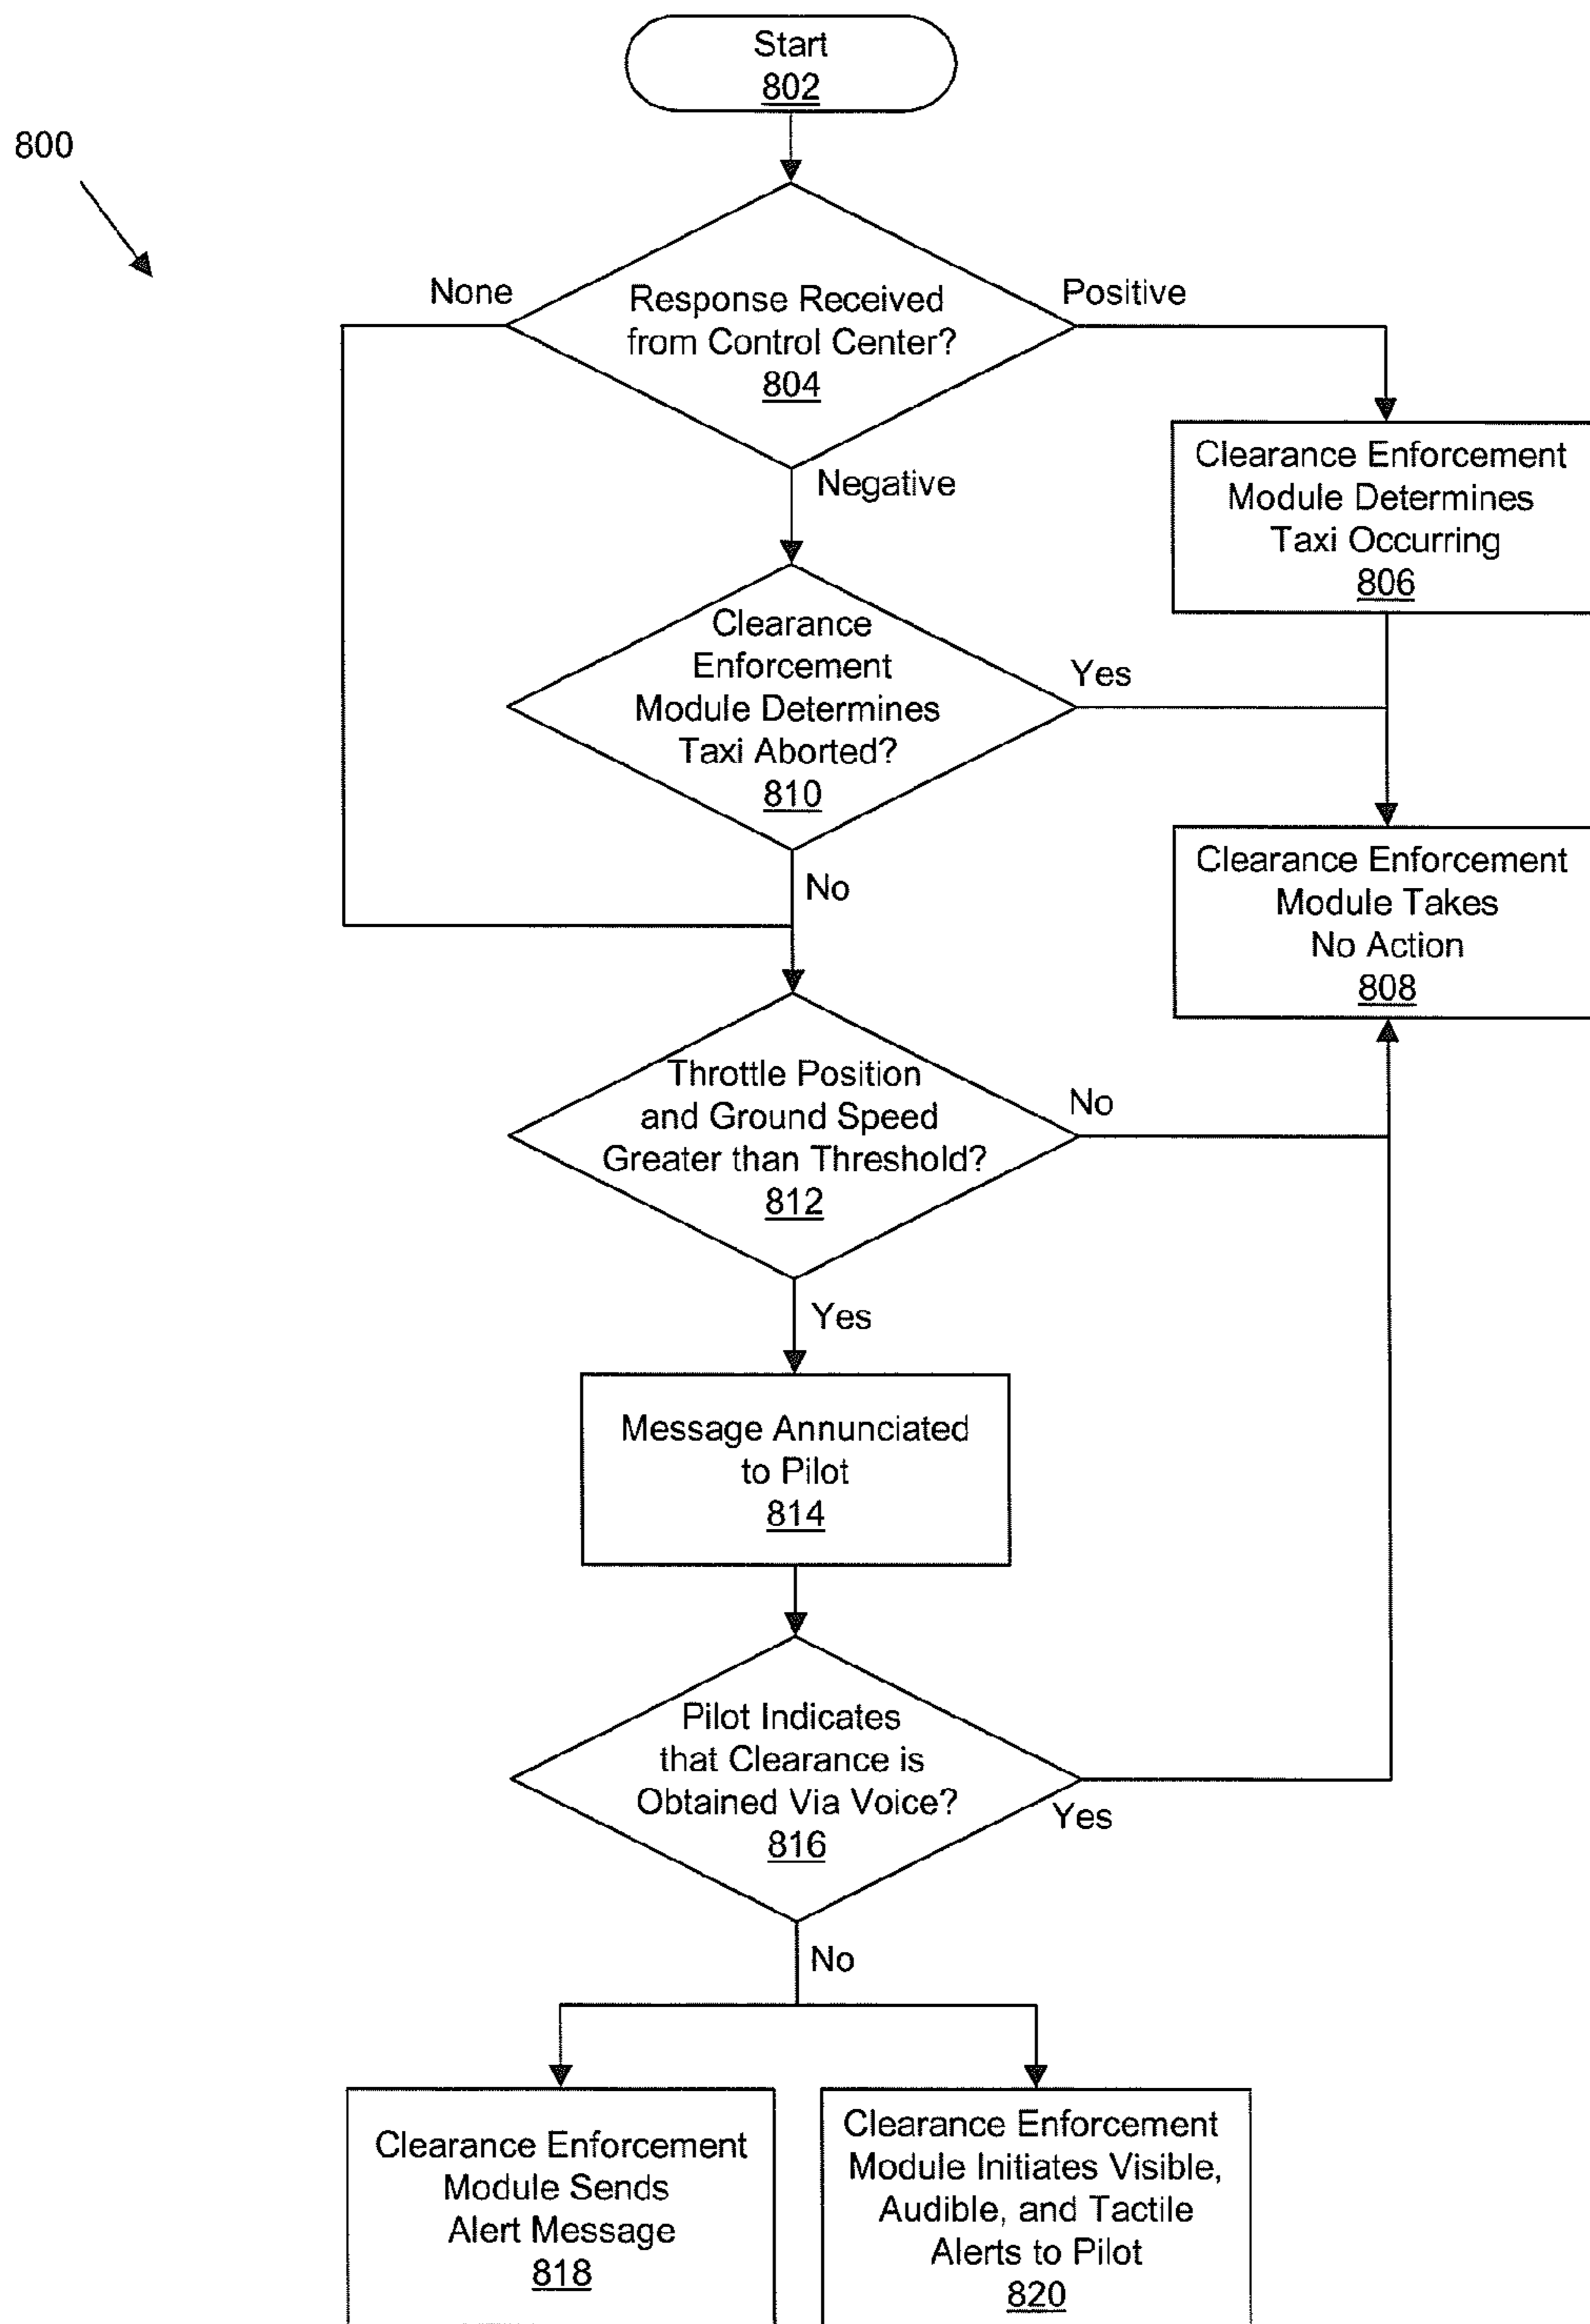 Start
802
800
None
Positive
Response Received
from Control Center?
804
Negative
Clearance Enforcement
Module Determines
Taxi Occurring
806
Clearance
Enforcement
Module Determines
Taxi Aborted?
810
Yes
No
Clearance Enforcement
Module Takes
No Action
808
Throttle Position
and Ground Speed
Greater than Threshold?
812
No
Yes
Message Annunciated
to Pilot
814
Pilot Indicates
that Clearance is
Obtained Via Voice?
816
Yes
No
Clearance Enforcement
Module Sends
Alert Message
818
Clearance Enforcement
Module Initiates Visible,
Audible, and Tactile
Alerts to Pilot
820